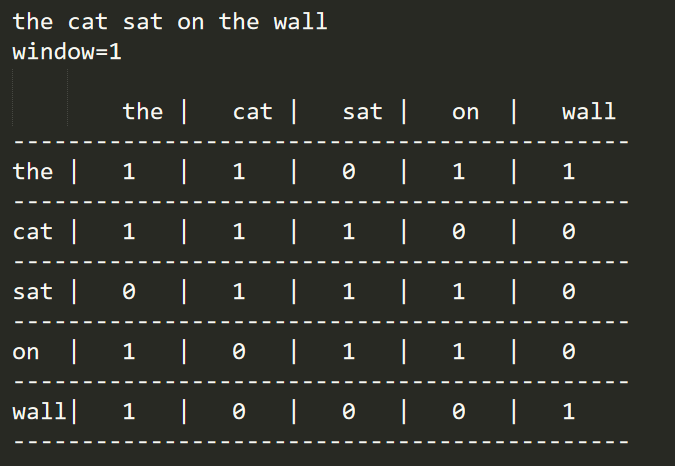 the cat sat on the wall
window=1
the | cat | sat | on | wall
---------------------------------------------
the | 1 | 1 | 0 | 1 | 1
---------------------------------------------
cat | 1 | 1 | 1 | 0 | 0
---------------------------------------------
sat | 0 | 1 | 1 | 1 | 0
---------------------------------------------
on | 1 | 0 | 1 | 1 | 0
---------------------------------------------
wall| 1 | 0 | 0 | 0 | 1
---------------------------------------------